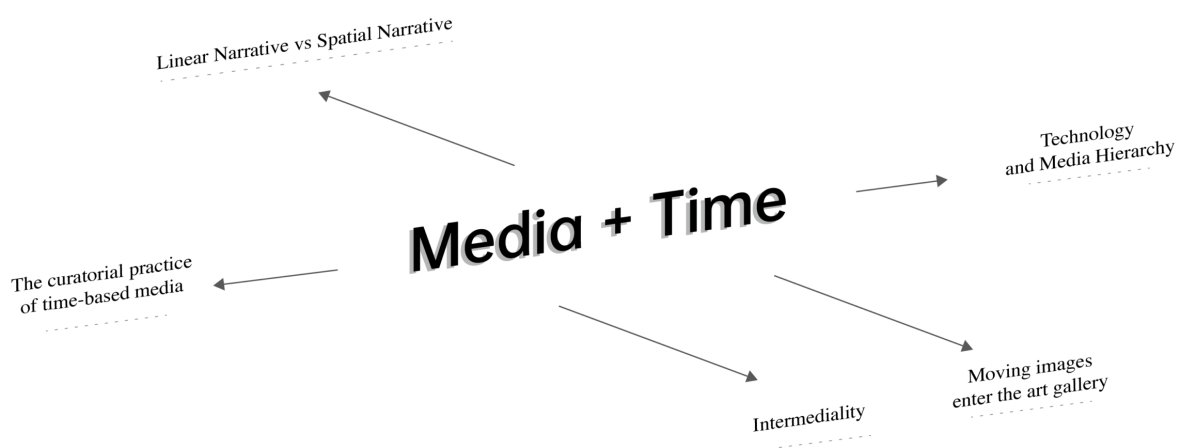 Linear Narrative vs Spatial Narrative
Technology
and Media Hierarchy
Media + Time
The curatorial practice
of time-based media
Moving images
enter the art gallery
Intermediality